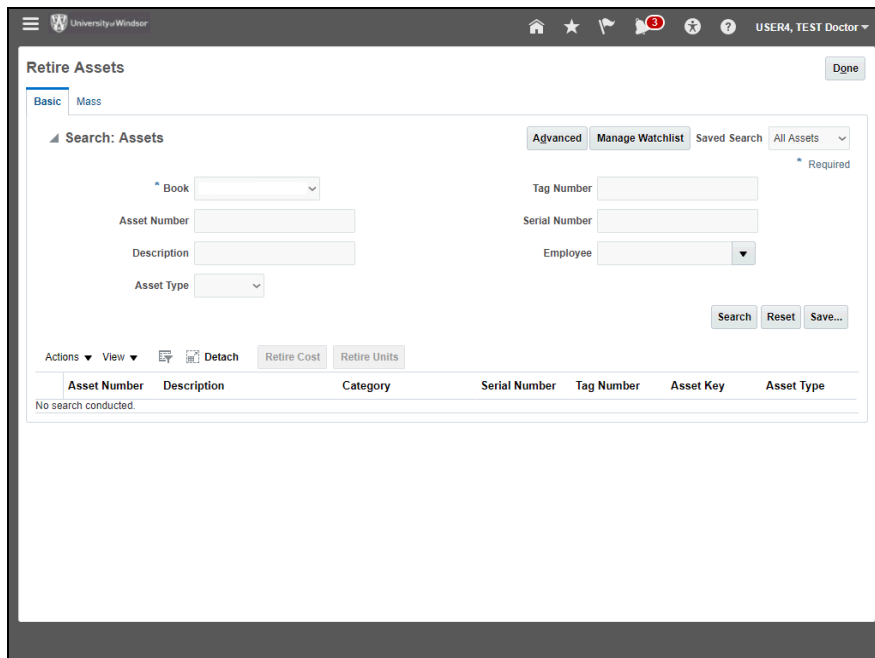 University of Windsor
3
USER4, TEST Doctor
Retire Assets
Done
Basic Mass
Search: Assets
Advanced Manage Watchlist Saved Search All Assets
* Required
* Book
Tag Number
Asset Number
Serial Number
Description
Employee
Asset Type
Search Reset Save...
Actions View Detach Retire Cost Retire Units
Asset Number Description Category Serial Number Tag Number Asset Key Asset Type
No search conducted.